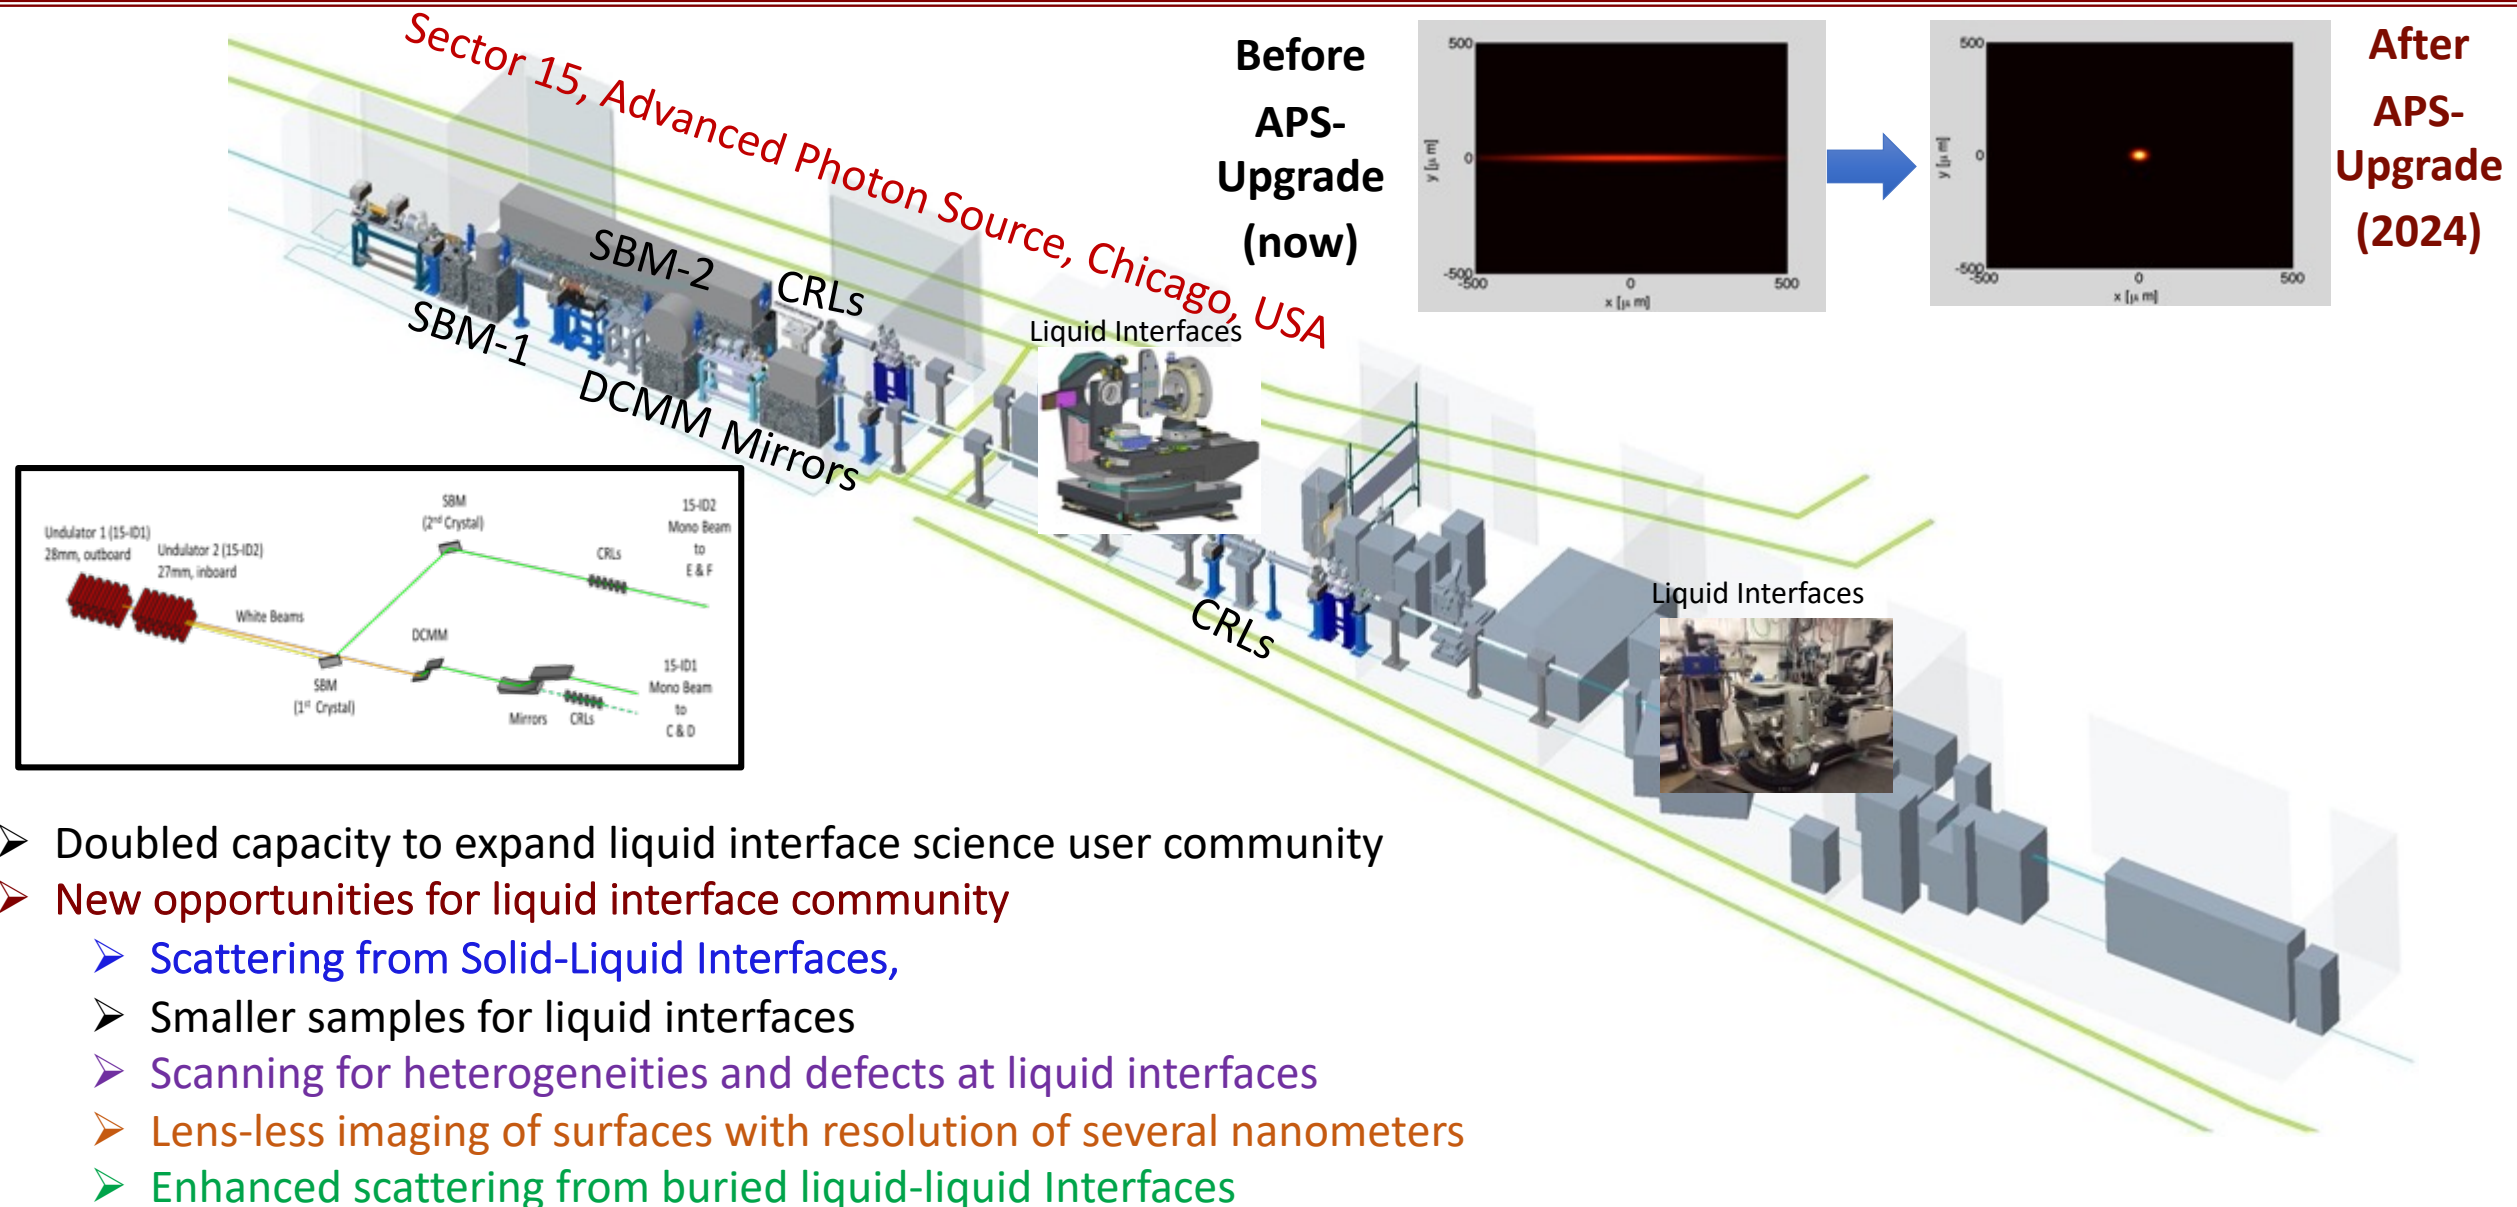 Sector 15, Advanced Photon Source, Chicago, USA
Before
APS-
Upgrade
(now)
500
0
-500
y [μ m]
-500
0
500
x [μ m]
500
0
-500
y [μ m]
-500
0
500
x [μ m]
After
APS-
Upgrade
(2024)
SBM-2
CRLs
SBM-1
DCMM Mirrors
Liquid Interfaces
CRLs
Liquid Interfaces
SBM
(2nd Crystal)
15-ID2
Mono Beam
to
E & F
Undulator 1 (15-ID1)
28mm, outboard
Undulator 2 (15-ID2)
27mm, inboard
CRLs
White Beams
DCMM
SBM
(1st Crystal)
Mirrors
CRLs
15-ID1
Mono Beam
to
C & D
➢ Doubled capacity to expand liquid interface science user community
➢ New opportunities for liquid interface community
➢ Scattering from Solid-Liquid Interfaces,
➢ Smaller samples for liquid interfaces
➢ Scanning for heterogeneities and defects at liquid interfaces
➢ Lens-less imaging of surfaces with resolution of several nanometers
➢ Enhanced scattering from buried liquid-liquid Interfaces